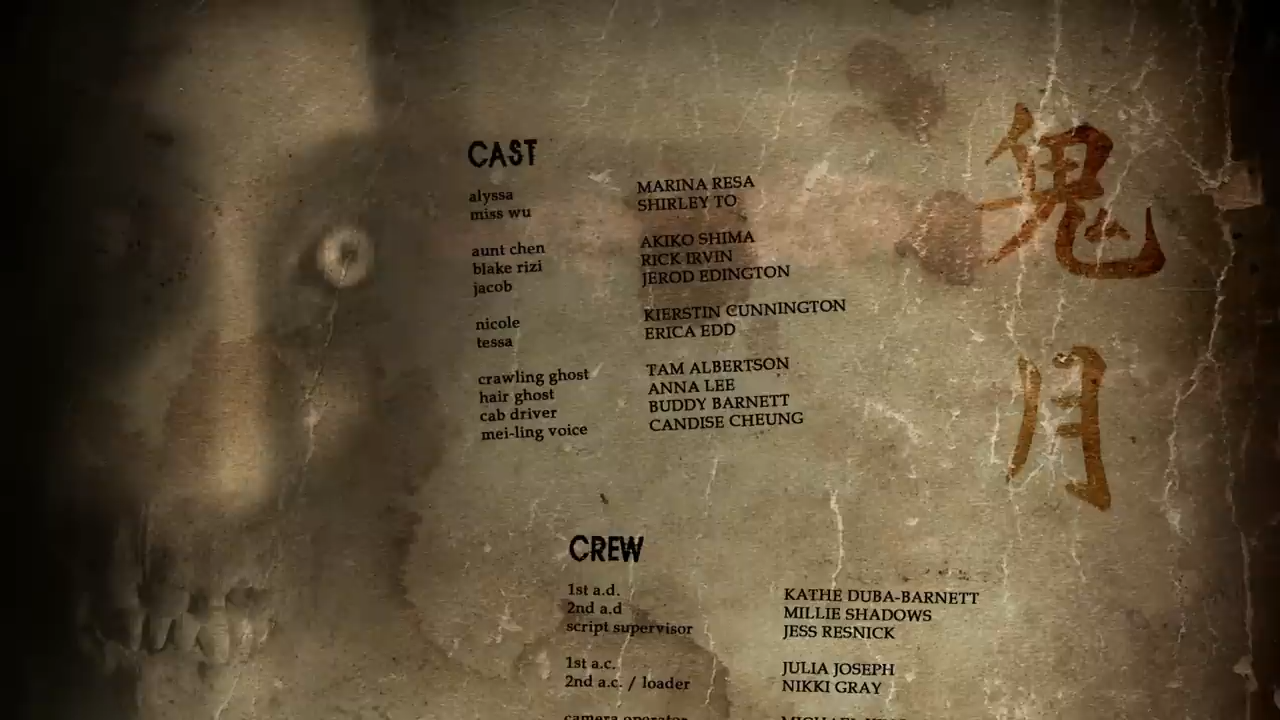 CAST
alyssa MARINA RESA
miss wu SHIRLEY TO
aunt chen AKIKO SHIMA
blake rizi RICK IRVIN
jacob JEROD EDINGTON
nicole KIERSTIN CUNNINGTON
tessa ERICA EDD
crawling ghost TAM ALBERTSON
hair ghost ANNA LEE
cab driver BUDDY BARNETT
mei-ling voice CANDISE CHEUNG
鬼
月
CREW
1st a.d. KATHE DUBA-BARNETT
2nd a.d MILLIE SHADOWS
script supervisor JESS RESNICK
1st a.c. JULIA JOSEPH
2nd a.c. / loader NIKKI GRAY
camera operator MICHAEL